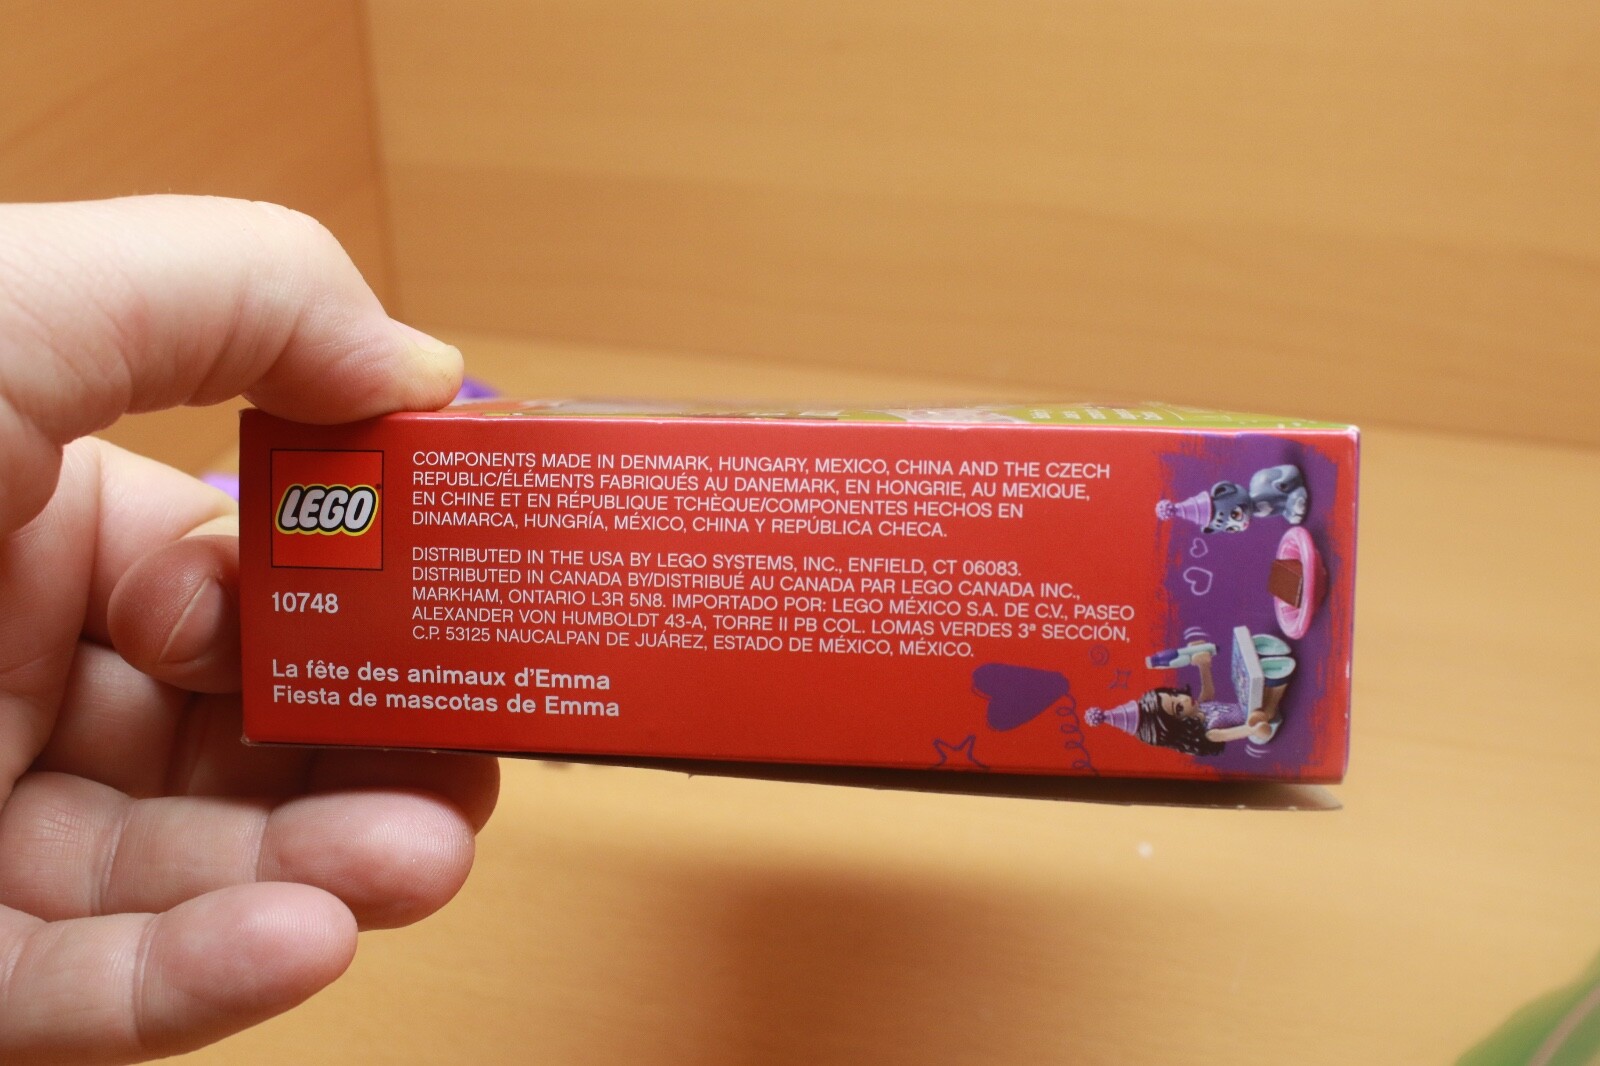 LEGO
10748
COMPONENTS MADE IN DENMARK, HUNGARY, MEXICO, CHINA AND THE CZECH
REPUBLIC/ÉLÉMENTS FABRIQUÉS AU DANEMARK, EN HONGRIE, AU MEXIQUE,
EN CHINE ET EN RÉPUBLIQUE TCHÈQUE/COMPONENTES HECHOS EN
DINAMARCA, HUNGRÍA, MÉXICO, CHINA Y REPÚBLICA CHECA.
DISTRIBUTED IN THE USA BY LEGO SYSTEMS, INC., ENFIELD, CT 06083.
DISTRIBUTED IN CANADA BY/DISTRIBUÉ AU CANADA PAR LEGO CANADA INC.,
MARKHAM, ONTARIO L3R 5N8. IMPORTADO POR: LEGO MÉXICO S.A. DE C.V., PASEO
ALEXANDER VON HUMBOLDT 43-A, TORRE II PB COL. LOMAS VERDES 3ª SECCIÓN,
C.P. 53125 NAUCALPAN DE JUÁREZ, ESTADO DE MÉXICO, MÉXICO.
La fête des animaux d'Emma
Fiesta de mascotas de Emma